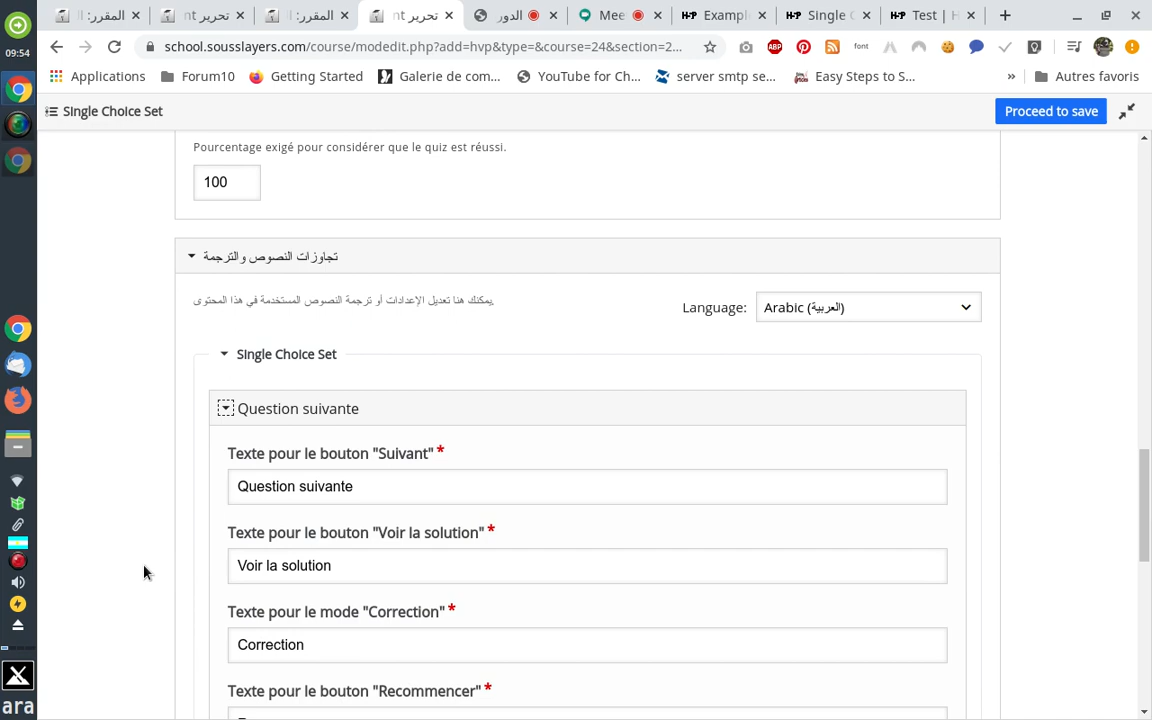 المقرر:
تحرير nt
المقرر:
تحرير nt
الدور
Mee
Example
Single C
Test | H
09:54
school.sousslayers.com/course/modedit.php?add=hvp&type=&course=24&section=2...
ABP
font
Applications
Forum10
Getting Started
Galerie de com...
YouTube for Ch...
server smtp se...
Easy Steps to S...
»
Autres favoris
Single Choice Set
Proceed to save
Pourcentage exigé pour considérer que le quiz est réussi.
100
تجاوزات النصوص والترجمة
يمكنك هنا تعديل الإعدادات أو ترجمة النصوص المستخدمة في هذا المحتوى.
Language:
Arabic (العربية)
Single Choice Set
Question suivante
Texte pour le bouton "Suivant"*
Question suivante
Texte pour le bouton "Voir la solution"*
Voir la solution
Texte pour le mode "Correction"*
Correction
Texte pour le bouton "Recommencer"*
ara